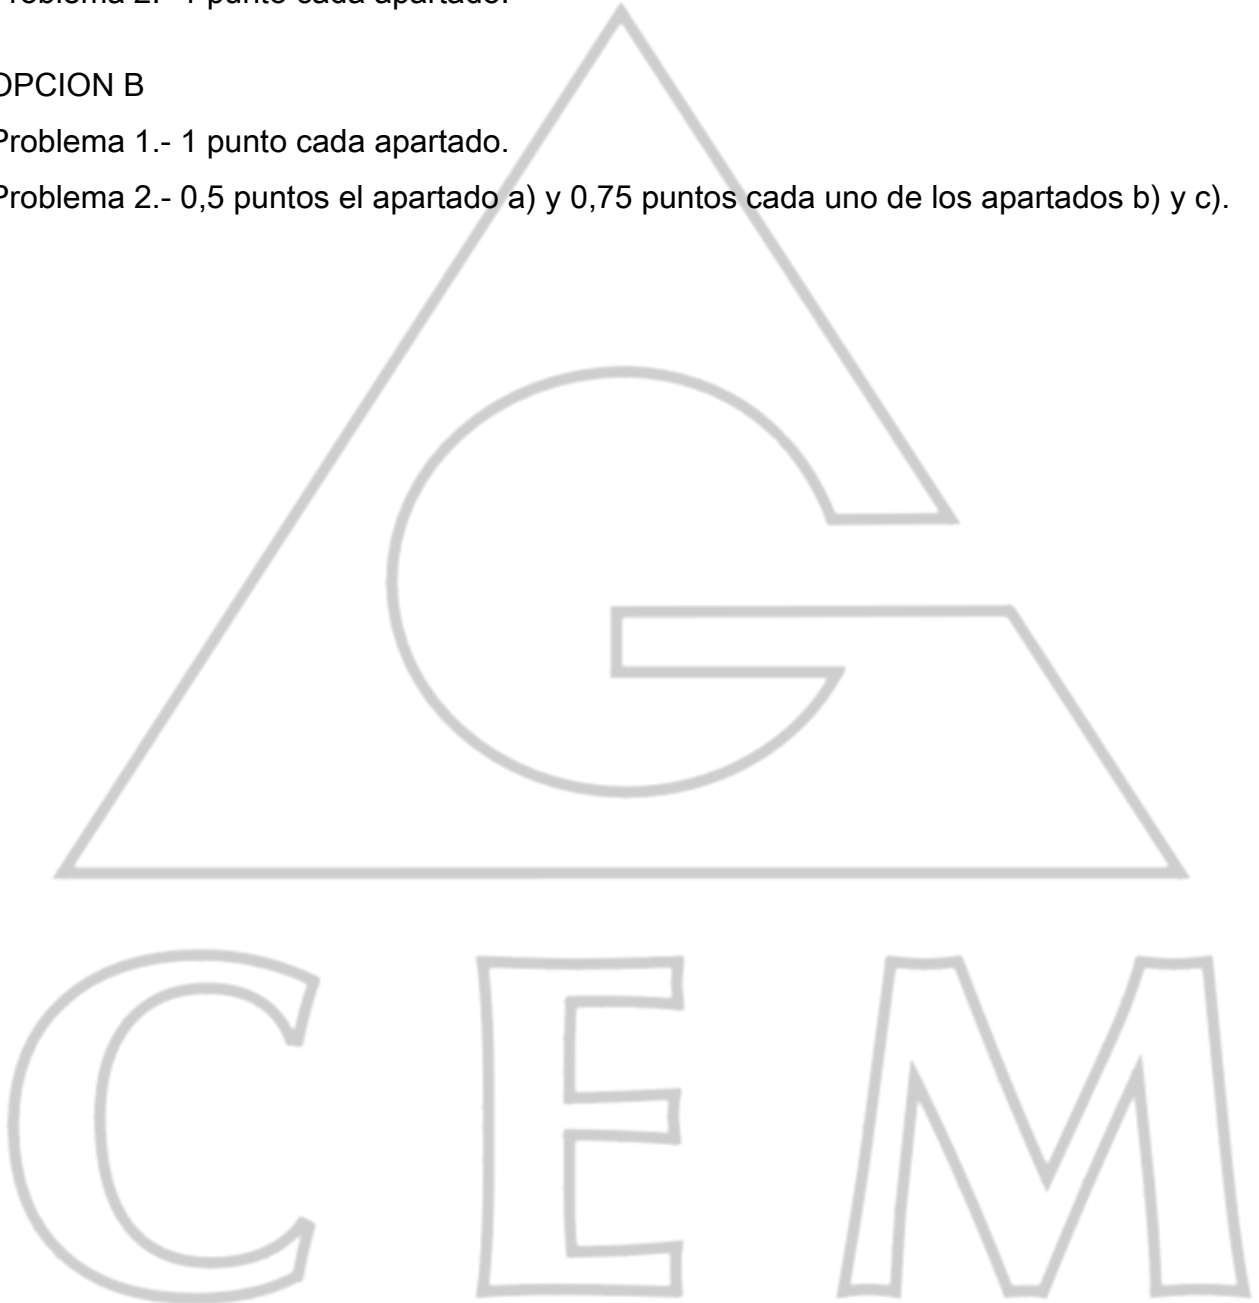 Problema 2.- 1 punto cada apartado.
OPCION B
Problema 1.- 1 punto cada apartado.
Problema 2.- 0,5 puntos el apartado a) y 0,75 puntos cada uno de los apartados b) y c).
G
C E M